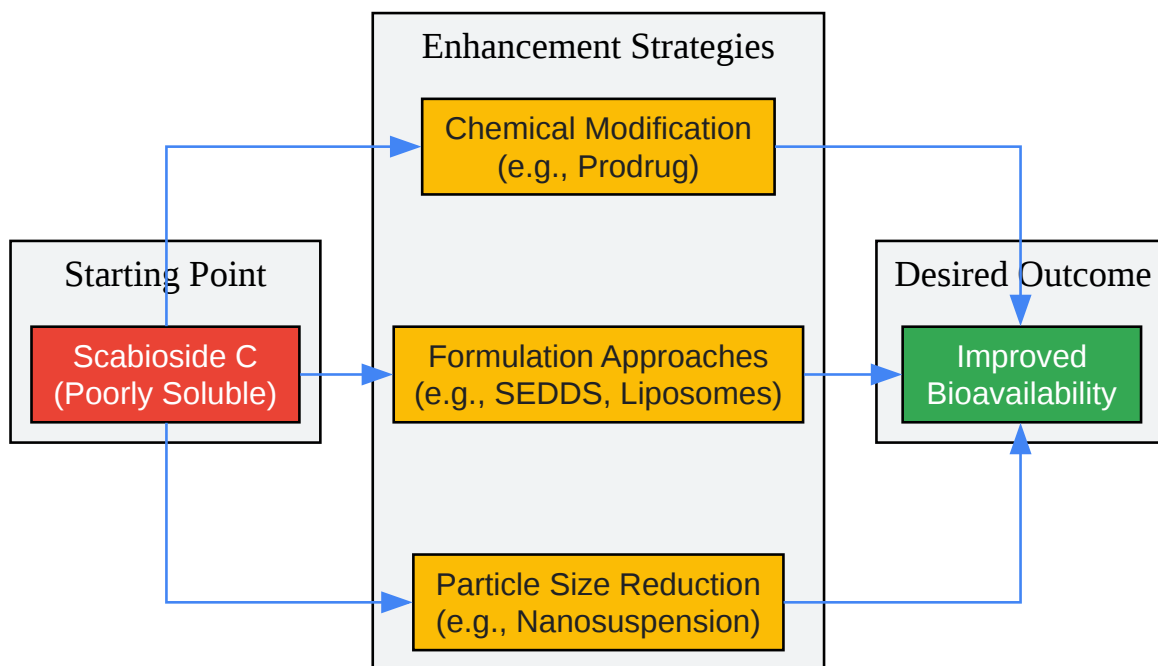 Enhancement Strategies
Chemical Modification
(e.g., Prodrug)
Starting Point
Scabioside C
(Poorly Soluble)
Formulation Approaches
(e.g., SEDDS, Liposomes)
Desired Outcome
Improved
Bioavailability
Particle Size Reduction
(e.g., Nanosuspension)